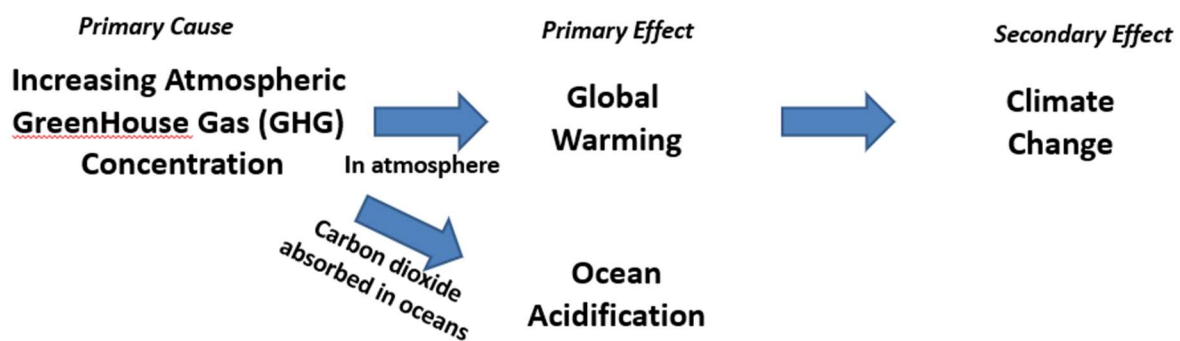 Primary Cause
Primary Effect
Secondary Effect
Increasing Atmospheric
GreenHouse Gas (GHG)
Concentration
In atmosphere
Global
Warming
Climate
Change
Carbon dioxide
absorbed in oceans
Ocean
Acidification